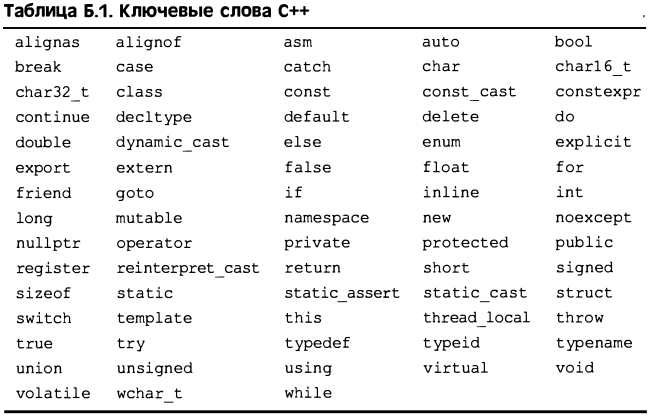 Таблица Б.1. Ключевые слова C++
alignas alignof asm auto bool
break case catch char char16_t
char32_t class const const_cast constexpr
continue decltype default delete do
double dynamic_cast else enum explicit
export extern false float for
friend goto if inline int
long mutable namespace new noexcept
nullptr operator private protected public
register reinterpret_cast return short signed
sizeof static static_assert static_cast struct
switch template this thread_local throw
true try typedef typeid typename
union unsigned using virtual void
volatile wchar_t while